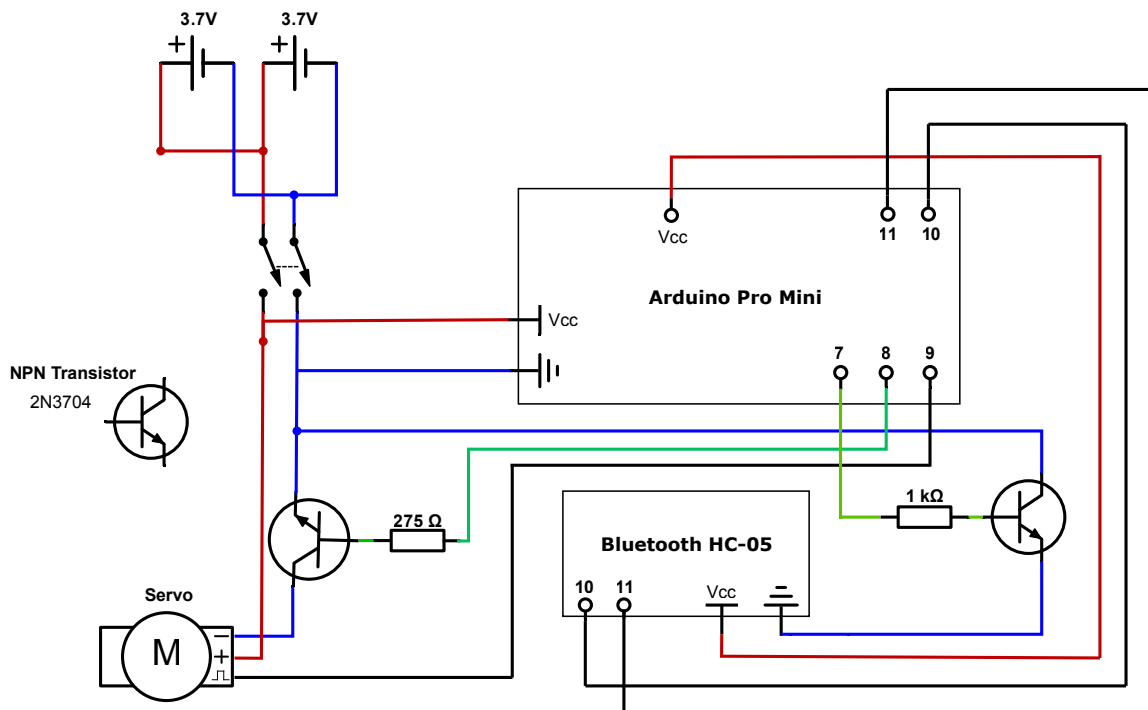 3.7V 3.7V
+ +
Vcc 11 10
Arduino Pro Mini
Vcc
7 8 9
NPN Transistor
2N3704
1 kΩ
275 Ω
Bluetooth HC-05
10 11 Vcc
Servo
M
−
+